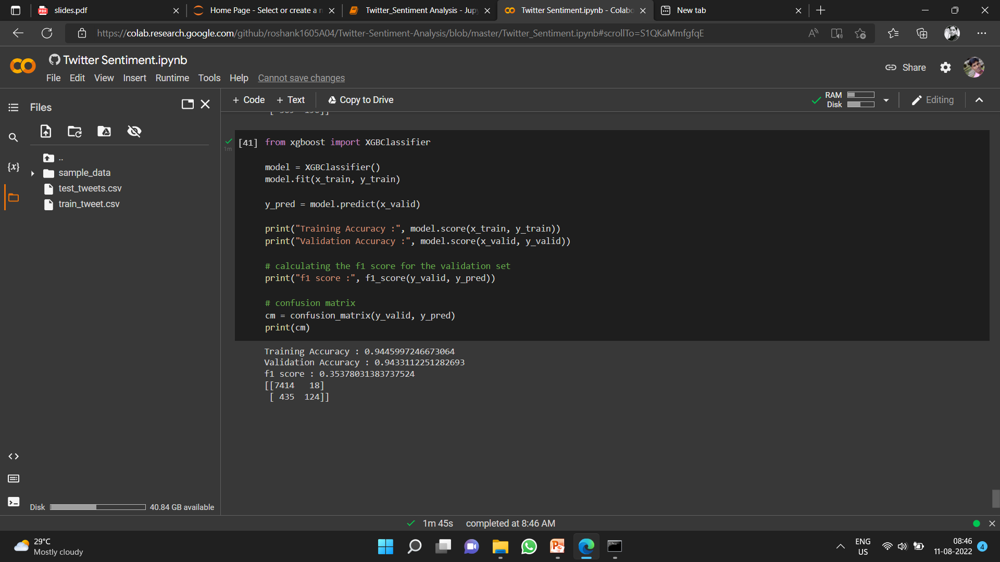 slides.pdf
Home Page - Select or create a n
Twitter_Sentiment Analysis - Jup
Twitter Sentiment.ipynb - Colabo
New tab
https://colab.research.google.com/github/roshank1605A04/Twitter-Sentiment-Analysis/blob/master/Twitter_Sentiment.ipynb#scrollTo=S1QKaMmfgfqE
Twitter Sentiment.ipynb
File Edit View Insert Runtime Tools Help Cannot save changes
Share
Files
+ Code + Text Copy to Drive
RAM
Disk
Editing
..
sample_data
test_tweets.csv
train_tweet.csv
1m
[41] from xgboost import XGBClassifier
model = XGBClassifier()
model.fit(x_train, y_train)
y_pred = model.predict(x_valid)
print("Training Accuracy :", model.score(x_train, y_train))
print("Validation Accuracy :", model.score(x_valid, y_valid))
# calculating the f1 score for the validation set
print("f1 score :", f1_score(y_valid, y_pred))
# confusion matrix
cm = confusion_matrix(y_valid, y_pred)
print(cm)
Training Accuracy : 0.9445997246673064
Validation Accuracy : 0.9433112251282693
f1 score : 0.35378031383737524
[[7414 18]
[ 435 124]]
Disk 40.84 GB available
1m 45s completed at 8:46 AM
29°C
Mostly cloudy
ENG
US
08:46
11-08-2022
4